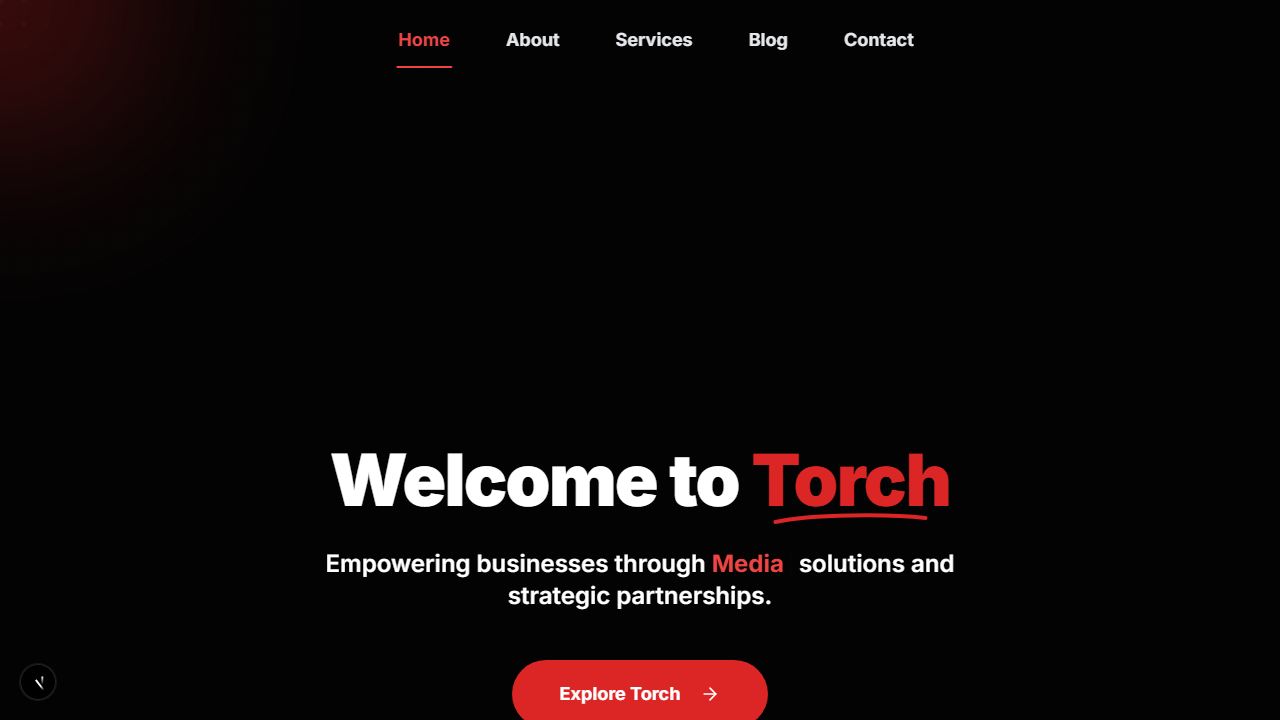 Home About Services Blog Contact
Welcome to Torch
Empowering businesses through Media solutions and
strategic partnerships.
Explore Torch